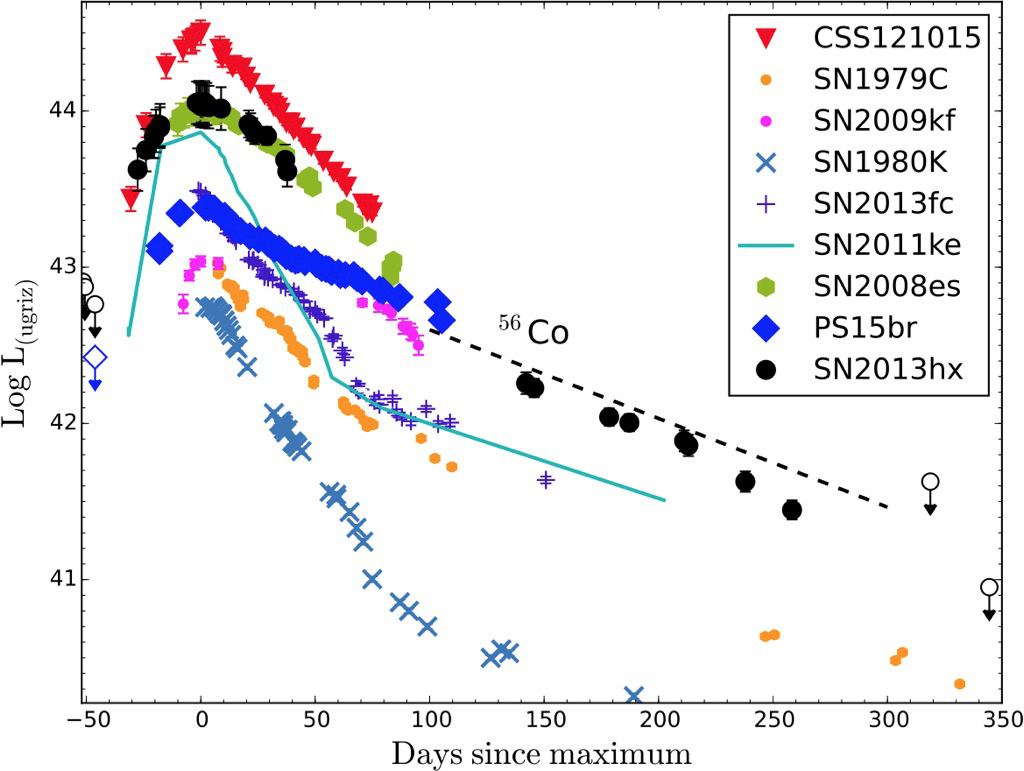 CSS121015
SN1979C
SN2009kf
SN1980K
SN2013fc
SN2011ke
SN2008es
PS15br
SN2013hx
⁵⁶Co
44
43
42
41
Log L(ugriz)
−50 0 50 100 150 200 250 300 350
Days since maximum